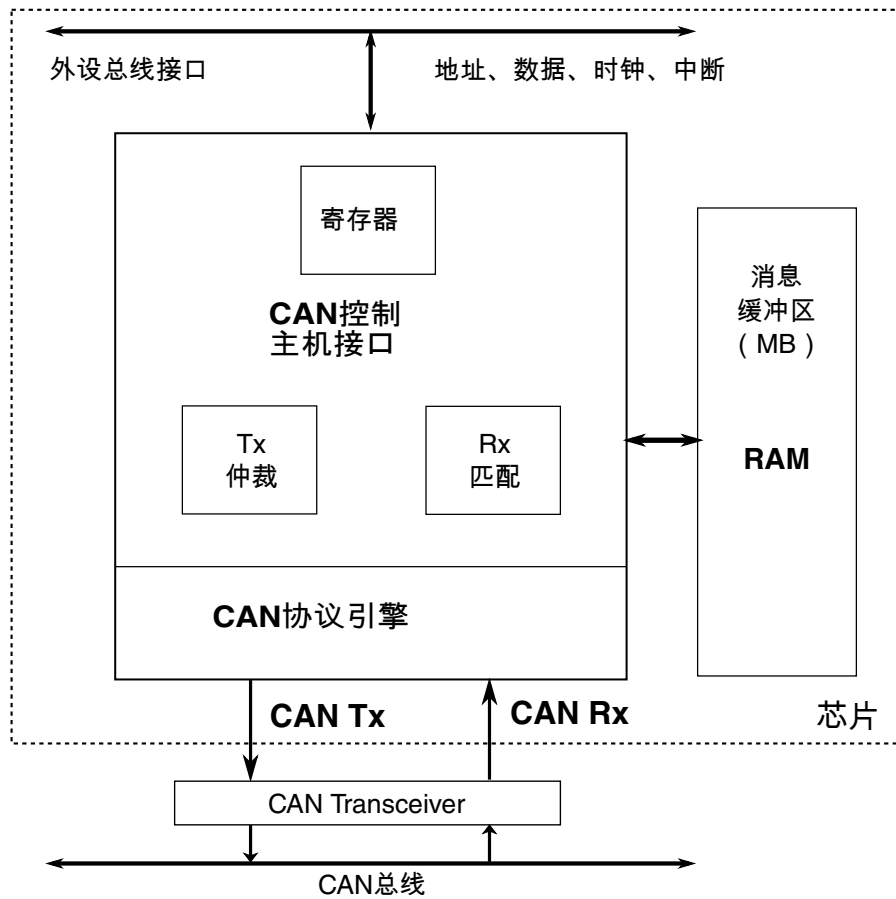 外设总线接口
地址、数据、时钟、中断
寄存器
CAN控制
主机接口
消息
缓冲区
（MB）
RAM
Tx
仲裁
Rx
匹配
CAN协议引擎
CAN Tx
CAN Rx
芯片
CAN Transceiver
CAN总线